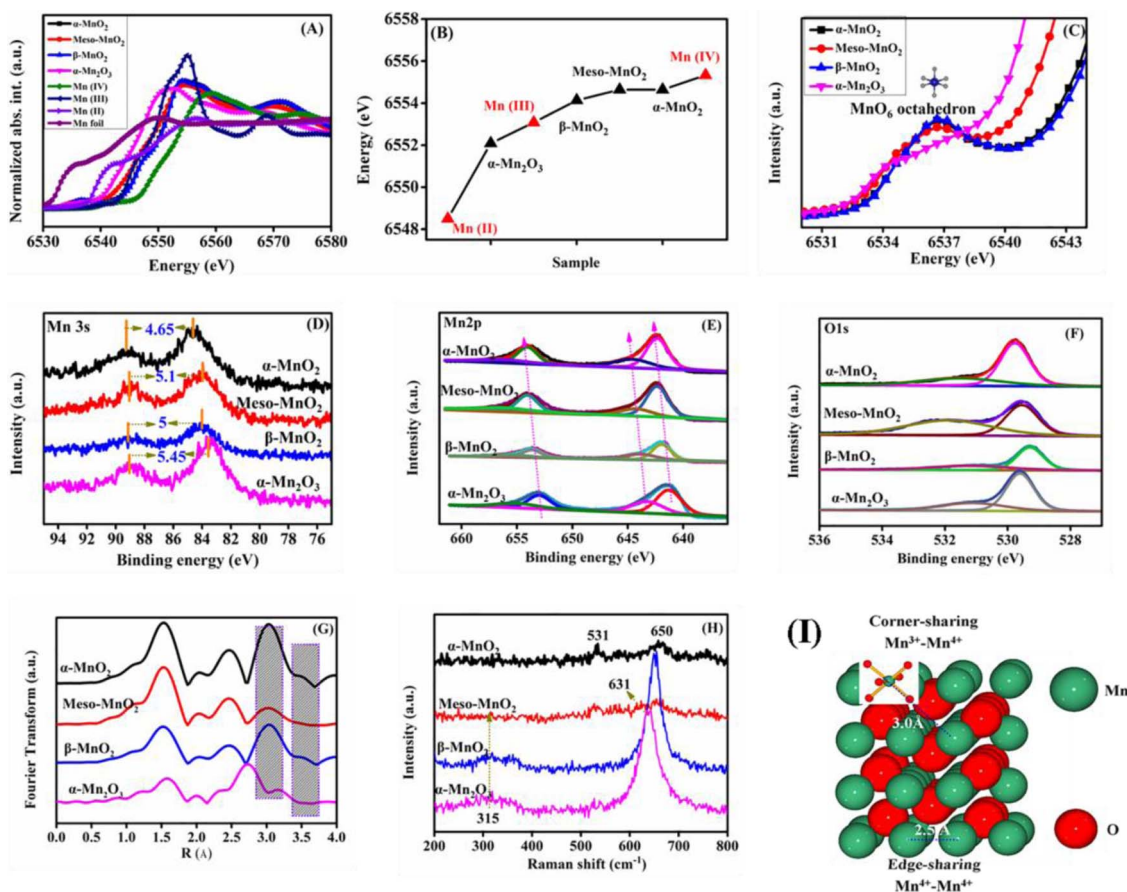 (A)
α-MnO₂
Meso-MnO₂
β-MnO₂
α-Mn₂O₃
Mn (IV)
Mn (III)
Mn (II)
Mn foil
Normalized abs. int. (a.u.)
6530 6540 6550 6560 6570 6580
Energy (eV)
(B)
6558
6556
6554
6552
6550
6548
Energy (eV)
Mn (II)
α-Mn₂O₃
Mn (III)
β-MnO₂
Meso-MnO₂
α-MnO₂
Mn (IV)
Sample
(C)
α-MnO₂
Meso-MnO₂
β-MnO₂
α-Mn₂O₃
MnO₆ octahedron
Intensity (a.u.)
6531 6534 6537 6540 6543
Energy (eV)
Mn 3s
(D)
4.65
α-MnO₂
5.1
Meso-MnO₂
5
β-MnO₂
5.45
α-Mn₂O₃
Intensity (a.u.)
94 92 90 88 86 84 82 80 78 76
Binding energy (eV)
Mn2p
(E)
α-MnO₂
Meso-MnO₂
β-MnO₂
α-Mn₂O₃
Intensity (a.u.)
660 655 650 645 640
Binding energy (eV)
O1s
(F)
α-MnO₂
Meso-MnO₂
β-MnO₂
α-Mn₂O₃
Intensity (a.u.)
536 534 532 530 528
Binding energy (eV)
(G)
α-MnO₂
Meso-MnO₂
β-MnO₂
α-Mn₂O₃
Fourier Transform (a.u.)
0.0 0.5 1.0 1.5 2.0 2.5 3.0 3.5 4.0
R (Å)
(H)
α-MnO₂
531
650
631
Meso-MnO₂
β-MnO₂
α-Mn₂O₃
315
Intensity (a.u.)
200 300 400 500 600 700 800
Raman shift (cm⁻¹)
(I)
Corner-sharing
Mn³⁺-Mn⁴⁺
Mn
3.0Å
2.5 Å
O
Edge-sharing
Mn⁴⁺-Mn⁴⁺